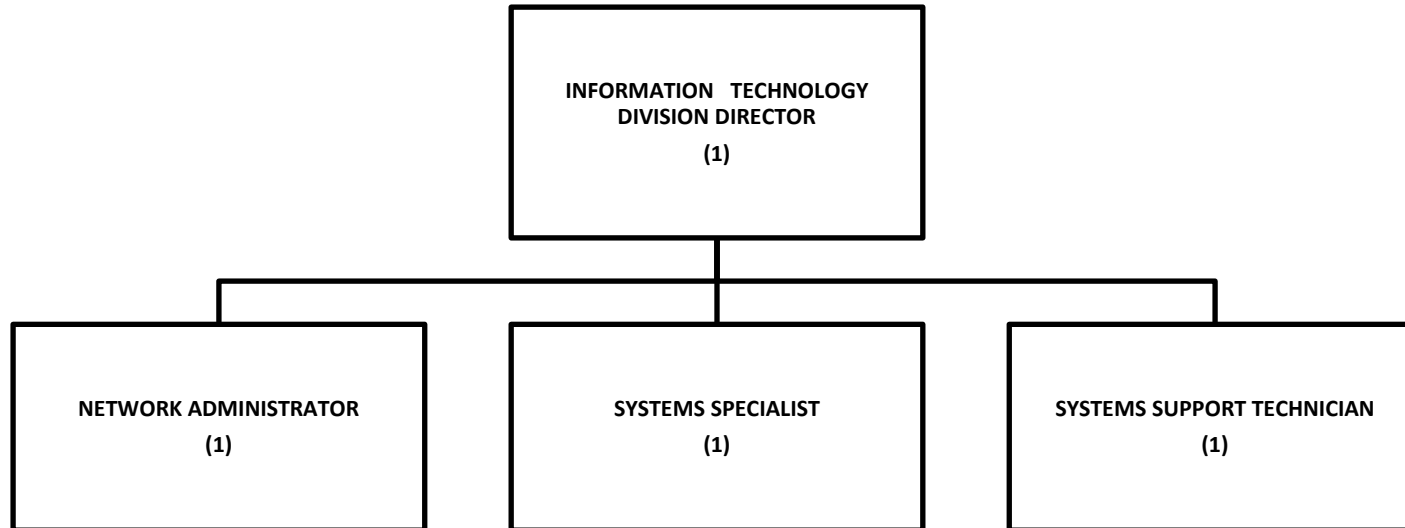 INFORMATION TECHNOLOGY
DIVISION DIRECTOR
(1)
NETWORK ADMINISTRATOR
(1)
SYSTEMS SPECIALIST
(1)
SYSTEMS SUPPORT TECHNICIAN
(1)